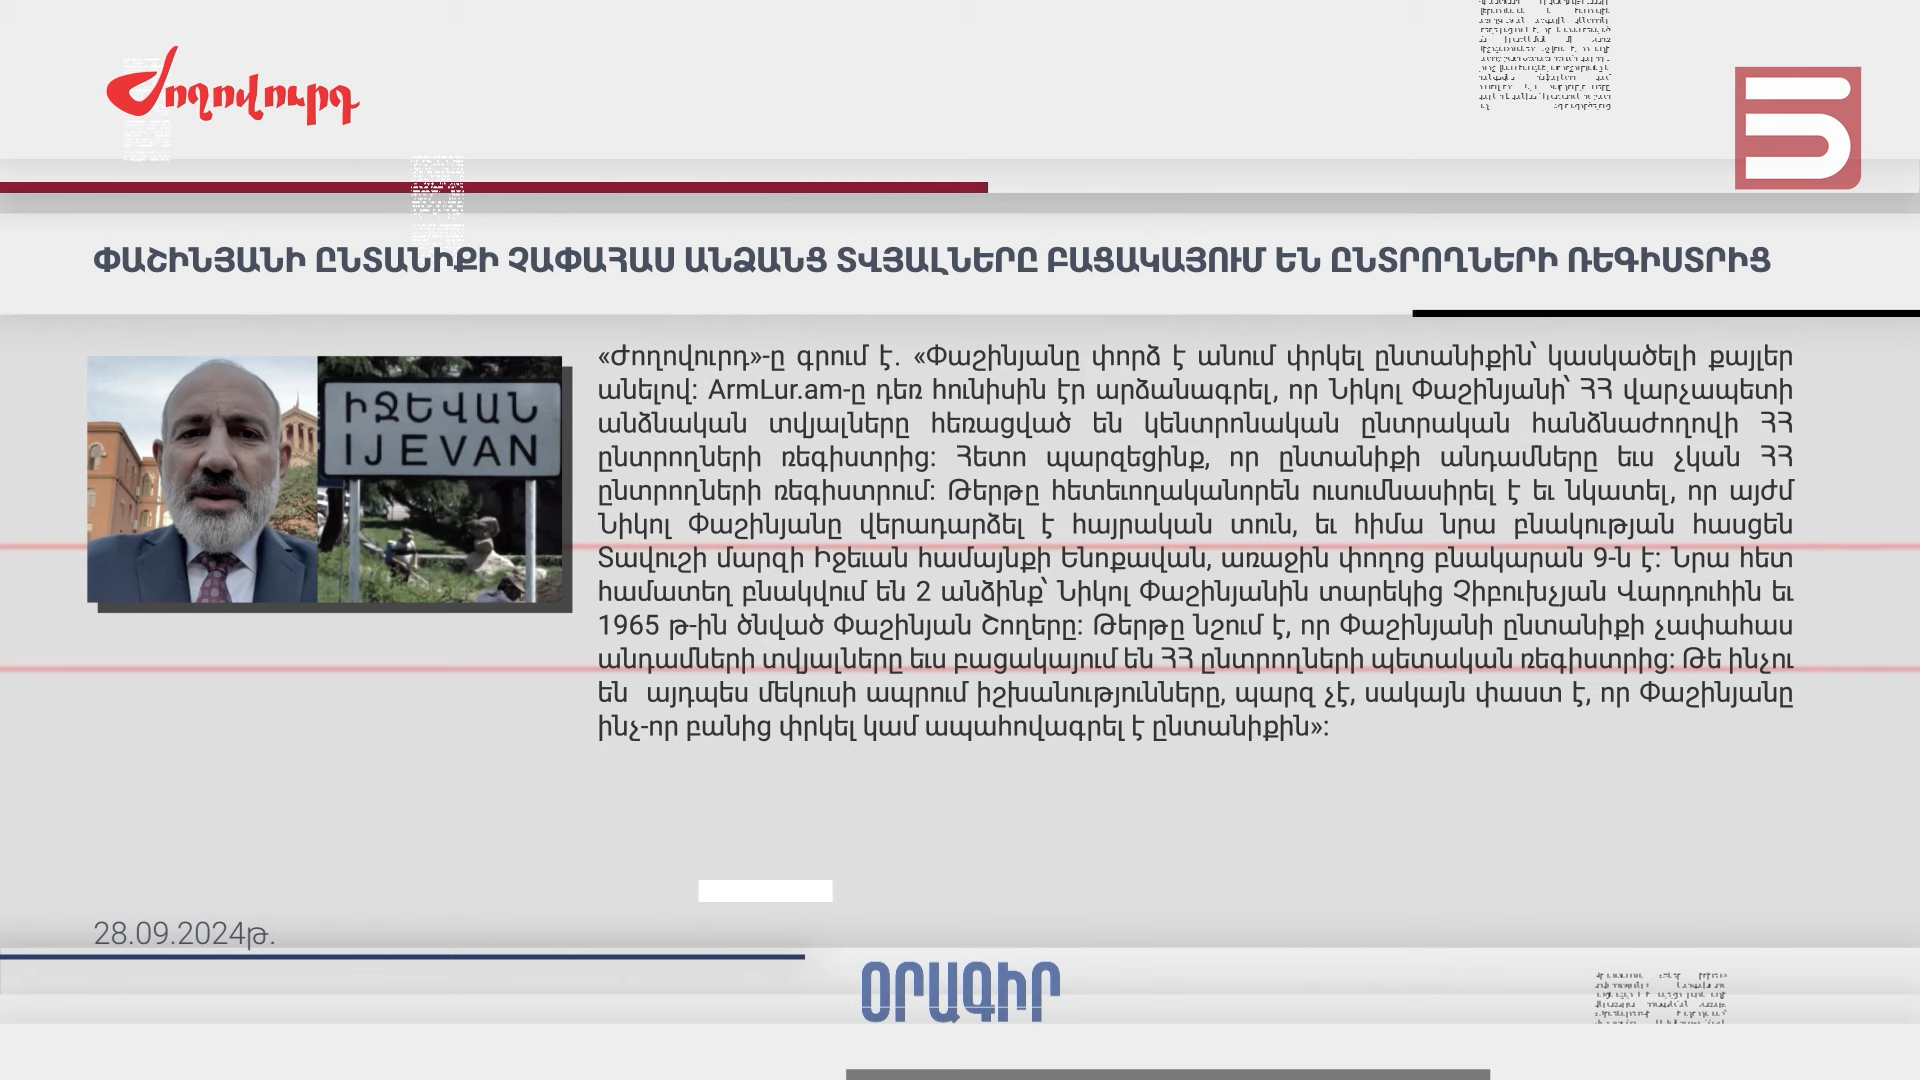 Ժողովուրդ
ՓԱՇԻՆՅԱՆԻ ԸՆՏԱՆԻՔԻ ՉԱՓԱՀԱՍ ԱՆՁԱՆՑ ՏՎՅԱԼՆԵՐԸ ԲԱՑԱԿԱՅՈՒՄ ԵՆ ԸՆՏՐՈՂՆԵՐԻ ՌԵԳԻՍՏՐԻՑ
ԻՋԵՎԱՆ
IJEVAN
«Ժողովուրդ»-ը գրում է. «Փաշինյանը փորձ է անում փրկել ընտանիքին՝ կասկածելի քայլեր
անելով: ArmLur.am-ը դեռ հունիսին էր արձանագրել, որ Նիկոլ Փաշինյանի՝ ՀՀ վարչապետի
անձնական տվյալները հեռացված են կենտրոնական ընտրական հանձնաժողովի ՀՀ
ընտրողների ռեգիստրից: Հետո պարզեցինք, որ ընտանիքի անդամները եւս չկան ՀՀ
ընտրողների ռեգիստրում: Թերթը հետեւողականորեն ուսումնասիրել է եւ նկատել, որ այժմ
Նիկոլ Փաշինյանը վերադարձել է հայրական տուն, եւ հիմա նրա բնակության հասցեն
Տավուշի մարզի Իջեւան համայնքի Ենոքավան, առաջին փողոց բնակարան 9-ն է: Նրա հետ
համատեղ բնակվում են 2 անձինք՝ Նիկոլ Փաշինյանին տարեկից Չիբուխչյան Վարդուհին եւ
1965 թ-ին ծնված Փաշինյան Շողերը: Թերթը նշում է, որ Փաշինյանի ընտանիքի չափահաս
անդամների տվյալները եւս բացակայում են ՀՀ ընտրողների պետական ռեգիստրից: Թե ինչու
են այդպես մեկուսի ապրում իշխանությունները, պարզ չէ, սակայն փաստ է, որ Փաշինյանը
ինչ-որ բանից փրկել կամ ապահովագրել է ընտանիքին»:
28.09.2024թ.
ՕՐԱԳԻՐ